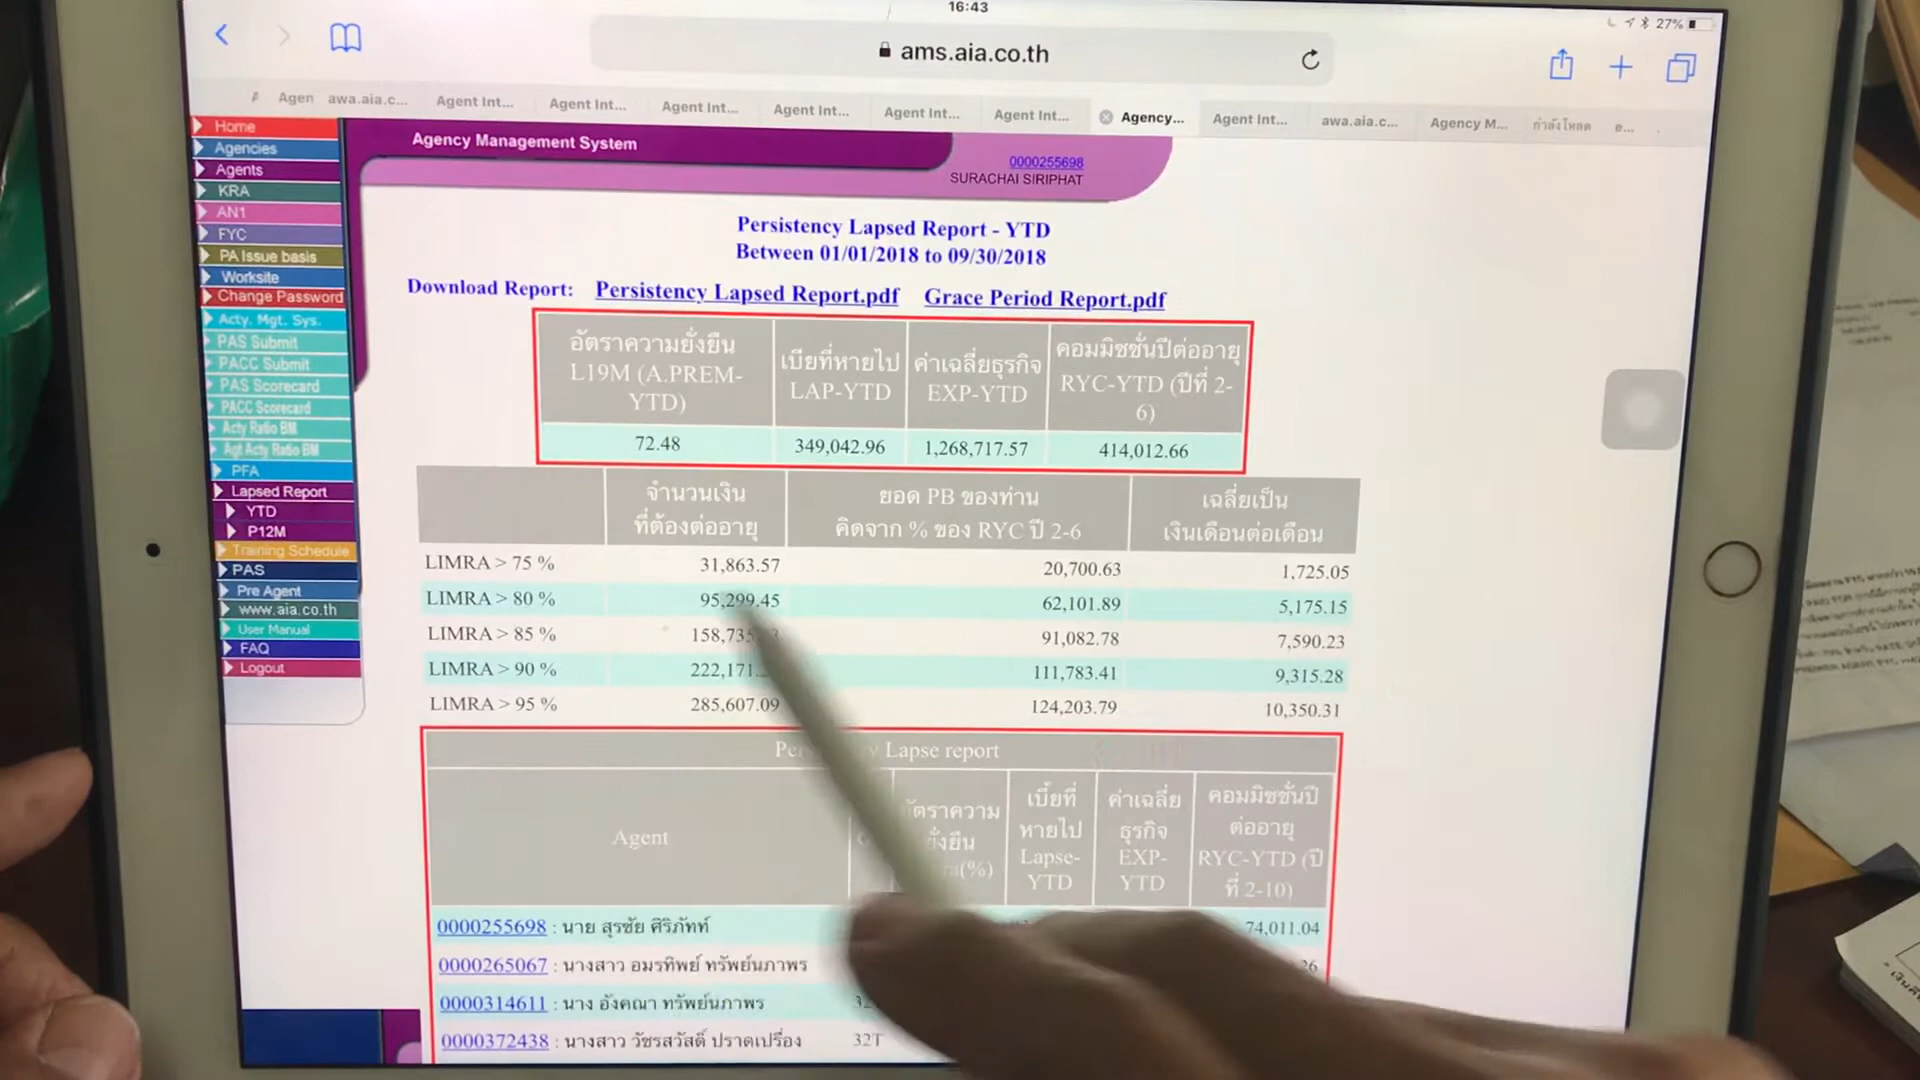 16:43
27%
ams.aia.co.th
Agen
awa.aia.c...
Agent Int...
Agent Int...
Agent Int...
Agent Int...
Agent Int...
Agent Int...
Agency...
Agent Int...
awa.aia.c...
Agency M...
กำลังโหลด
e...
Home
Agencies
Agents
KRA
AN1
FYC
PA Issue basis
Worksite
Change Password
Acty. Mgt. Sys.
PAS Submit
PACC Submit
PAS Scorecard
PACC Scorecard
Acty Ratio BM
Agt Acty Ratio BM
PFA
Lapsed Report
YTD
P12M
Training Schedule
PAS
Pre Agent
www.aia.co.th
User Manual
FAQ
Logout
Agency Management System
0000255698
SURACHAI SIRIPHAT
Persistency Lapsed Report - YTD
Between 01/01/2018 to 09/30/2018
Download Report: Persistency Lapsed Report.pdf Grace Period Report.pdf
อัตราความยั่งยืน
L19M (A.PREM-
YTD)
เบี้ยที่หายไป
LAP-YTD
ค่าเฉลี่ยธุรกิจ
EXP-YTD
คอมมิชชั่นปีต่ออายุ
RYC-YTD (ปีที่ 2-
6)
72.48 349,042.96 1,268,717.57 414,012.66
จำนวนเงิน
ที่ต้องต่ออายุ
ยอด PB ของท่าน
คิดจาก % ของ RYC ปี 2-6
เฉลี่ยเป็น
เงินเดือนต่อเดือน
LIMRA > 75 % 31,863.57 20,700.63 1,725.05
LIMRA > 80 % 95,299.45 62,101.89 5,175.15
LIMRA > 85 % 91,082.78 7,590.23
LIMRA > 90 % 111,783.41 9,315.28
LIMRA > 95 % 285,607.09 124,203.79 10,350.31
Lapse report
Agent
เบี้ยที่
หายไป
Lapse-
YTD
ค่าเฉลี่ย
ธุรกิจ
EXP-
YTD
คอมมิชชั่นปี
ต่ออายุ
RYC-YTD (ปี
ที่ 2-10)
0000255698 : นาย สุรชัย ศิริภัทท์ 74,011.04
0000265067 : นางสาว อมรทิพย์ ทรัพย์นภาพร
0000314611 : นาง อังคณา ทรัพย์นภาพร
0000372438 : นางสาว วัชรสวัสดิ์ ปราดเปรื่อง 32T